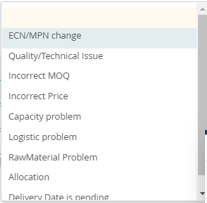 ECN/MPN change
Quality/Technical Issue
Incorrect MOQ
Incorrect Price
Capacity problem
Logistic problem
RawMaterial Problem
Allocation
Delivery Date is pending